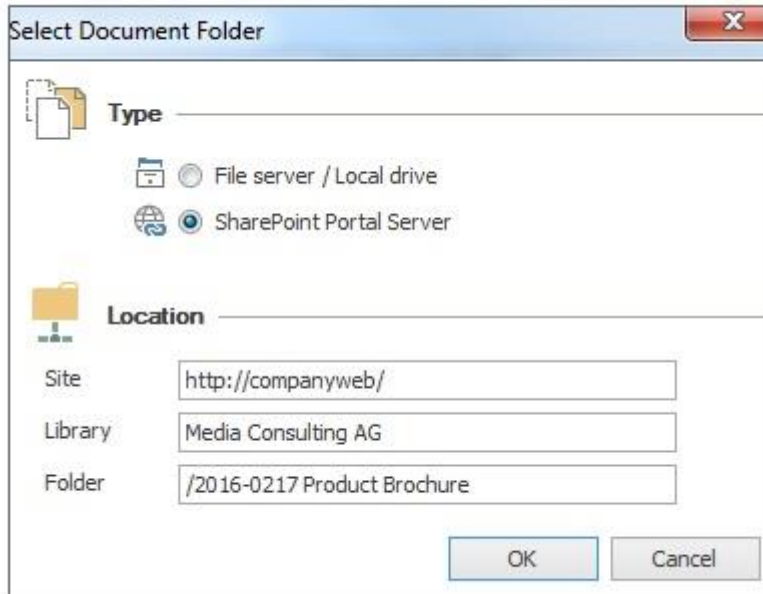 Select Document Folder
Type
File server / Local drive
SharePoint Portal Server
Location
Site http://companyweb/
Library Media Consulting AG
Folder /2016-0217 Product Brochure
OK Cancel